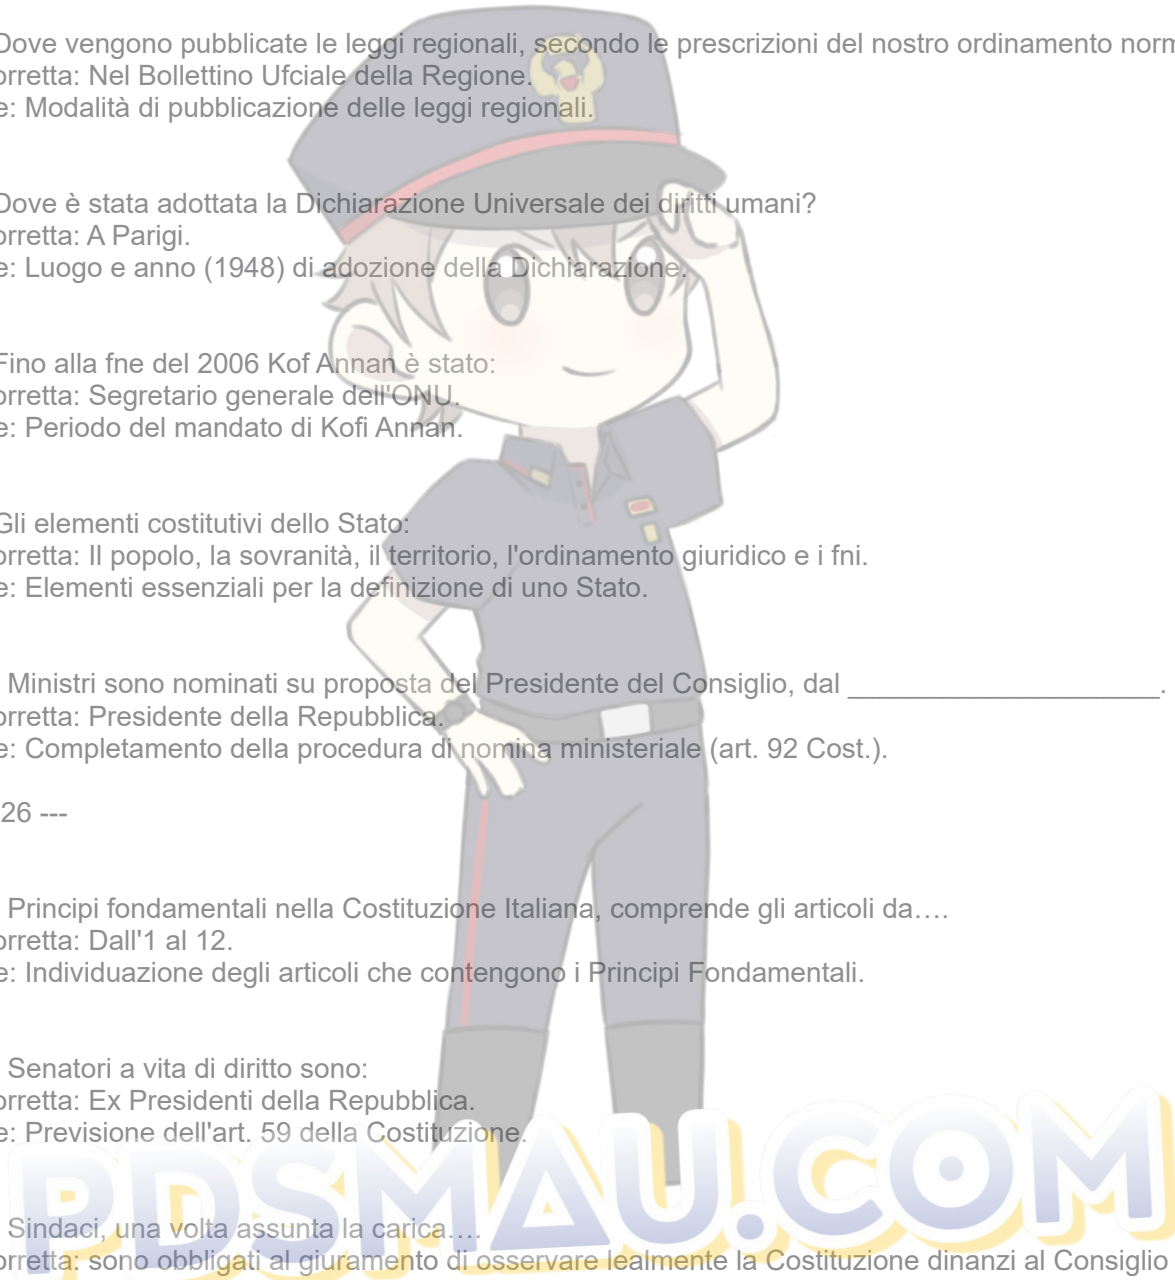 Dove vengono pubblicate le leggi regionali, secondo le prescrizioni del nostro ordinamento norm
orretta: Nel Bollettino Ufciale della Regione.
e: Modalità di pubblicazione delle leggi regionali.
Dove è stata adottata la Dichiarazione Universale dei diritti umani?
orretta: A Parigi.
e: Luogo e anno (1948) di adozione della Dichiarazione.
Fino alla fne del 2006 Kof Annan è stato:
orretta: Segretario generale dell'ONU.
e: Periodo del mandato di Kofi Annan.
Gli elementi costitutivi dello Stato:
orretta: Il popolo, la sovranità, il territorio, l'ordinamento giuridico e i fni.
e: Elementi essenziali per la definizione di uno Stato.
Ministri sono nominati su proposta del Presidente del Consiglio, dal ____________________.
orretta: Presidente della Repubblica.
e: Completamento della procedura di nomina ministeriale (art. 92 Cost.).
26 ---
Principi fondamentali nella Costituzione Italiana, comprende gli articoli da….
orretta: Dall'1 al 12.
e: Individuazione degli articoli che contengono i Principi Fondamentali.
Senatori a vita di diritto sono:
orretta: Ex Presidenti della Repubblica.
e: Previsione dell'art. 59 della Costituzione.
Sindaci, una volta assunta la carica….
orretta: sono obbligati al giuramento di osservare lealmente la Costituzione dinanzi al Consiglio
PDSMAU.COM